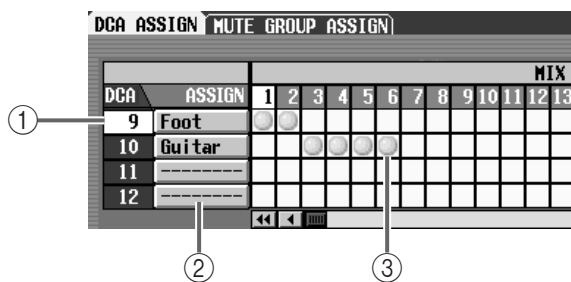 DCA ASSIGN MUTE GROUP ASSIGN
MIX
DCA ASSIGN 1 2 3 4 5 6 7 8 9 10 11 12 13
① 9 Foot
10 Guitar
11 --------
12 --------
② ③